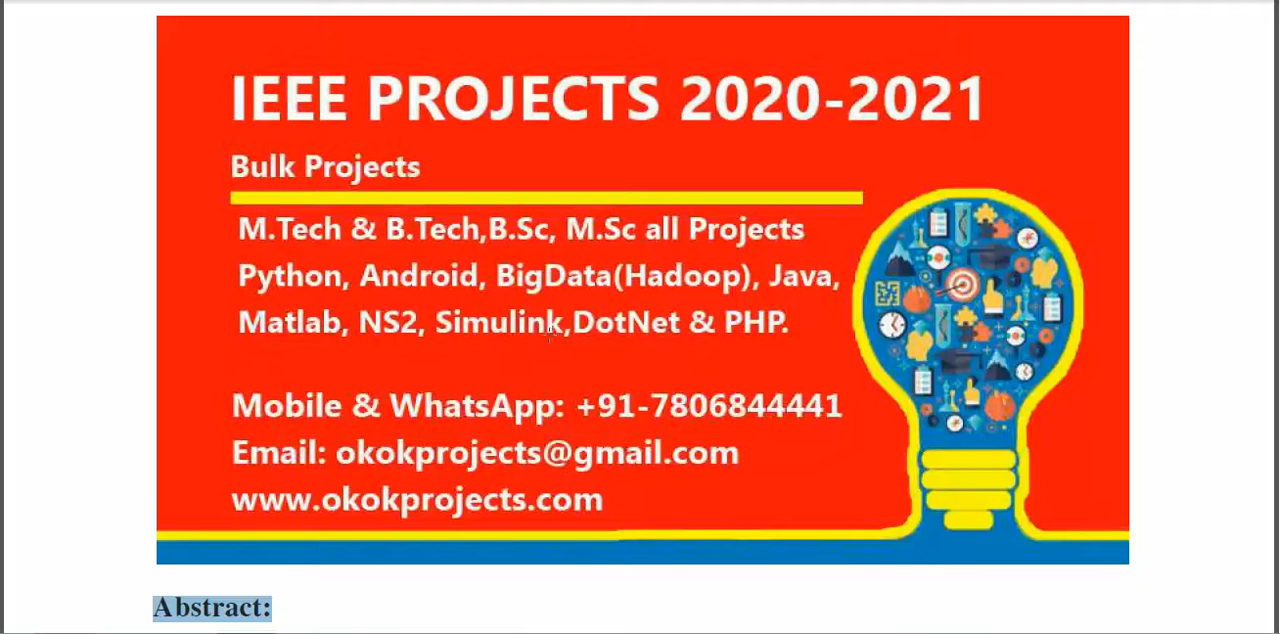 IEEE PROJECTS 2020-2021
Bulk Projects
M.Tech & B.Tech,B.Sc, M.Sc all Projects
Python, Android, BigData(Hadoop), Java,
Matlab, NS2, Simulink,DotNet & PHP.
Mobile & WhatsApp: +91-7806844441
Email: okokprojects@gmail.com
www.okokprojects.com
Abstract: